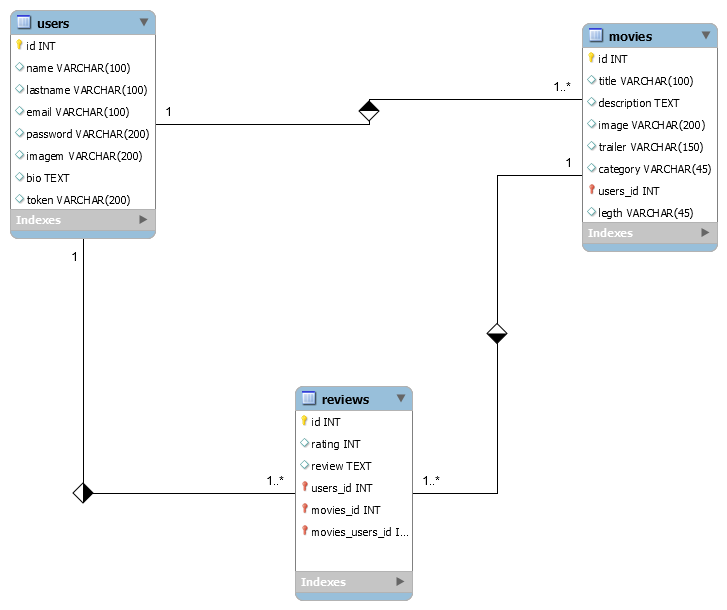 users
id INT
name VARCHAR(100)
lastname VARCHAR(100)
email VARCHAR(100)
password VARCHAR(200)
imagem VARCHAR(200)
bio TEXT
token VARCHAR(200)
Indexes
movies
id INT
title VARCHAR(100)
description TEXT
image VARCHAR(200)
trailer VARCHAR(150)
category VARCHAR(45)
users_id INT
legth VARCHAR(45)
Indexes
1
1..*
1
1
1..*
1..*
reviews
id INT
rating INT
review TEXT
users_id INT
movies_id INT
movies_users_id I...
Indexes